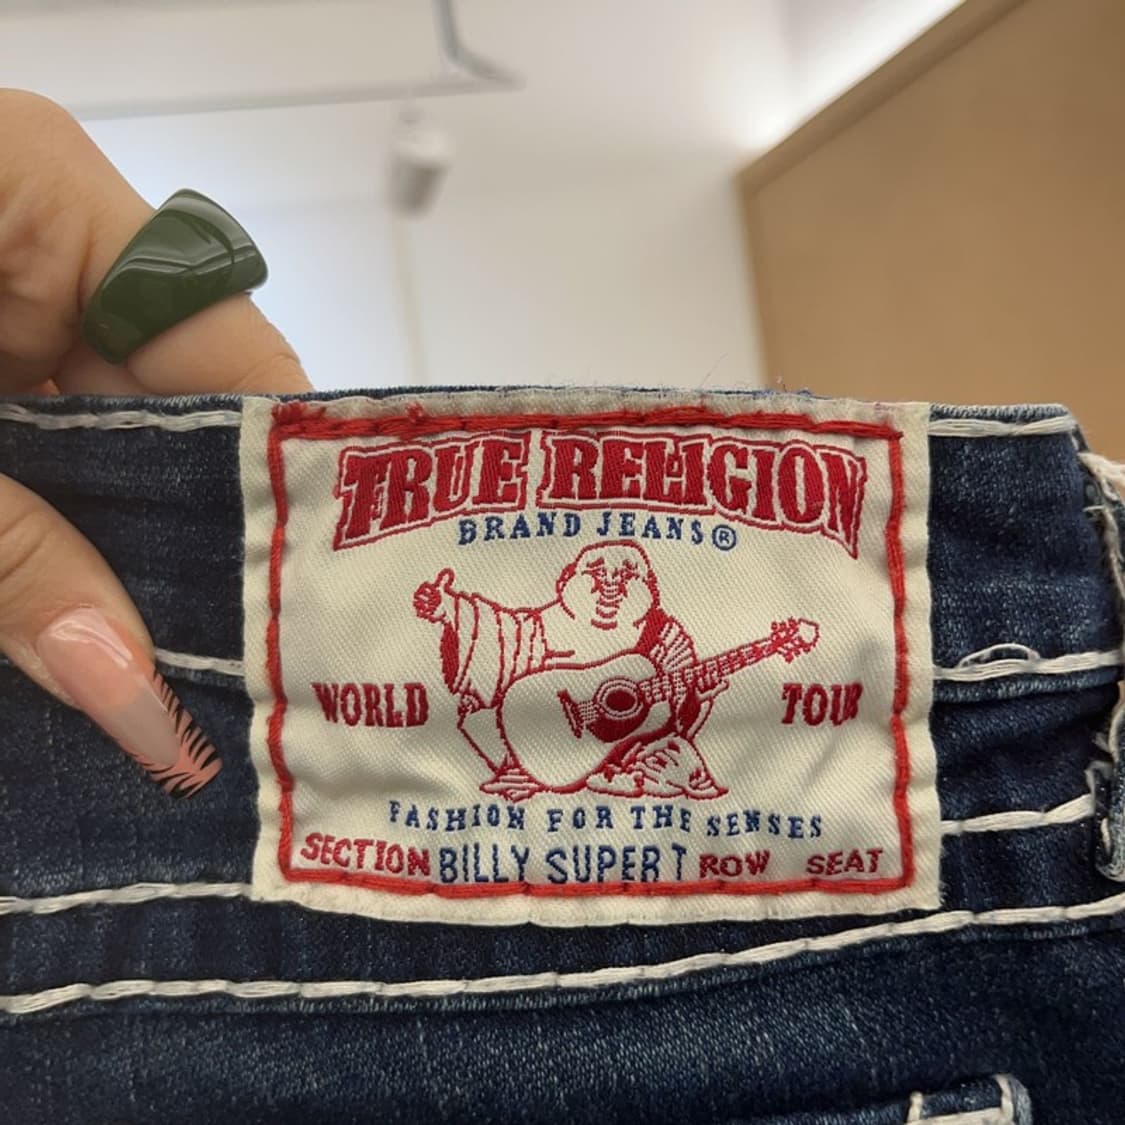 TRUE RELIGION
BRAND JEANS®
WORLD TOUR
FASHION FOR THE SENSES
SECTION BILLY SUPER T ROW SEAT